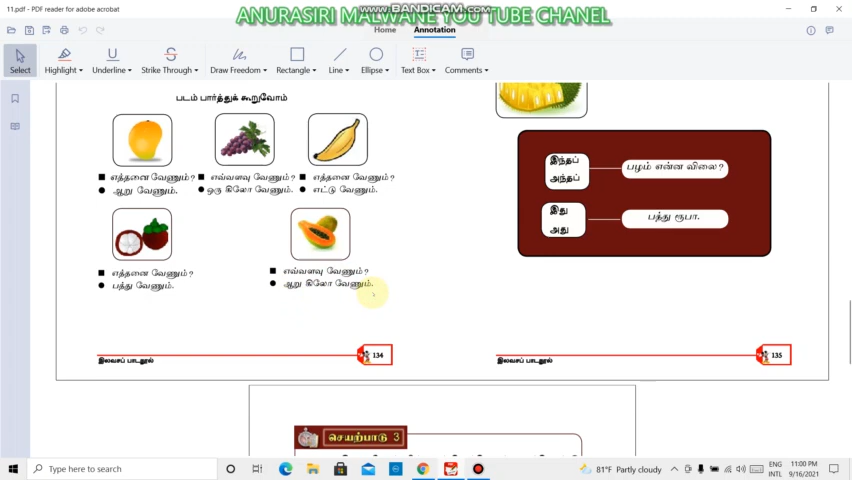 www.BANDICAM.com
ANURASIRI MALWANE YOU TUBE CHANEL
11.pdf - PDF reader for adobe acrobat
Home
Annotation
Select
Highlight
Underline
Strike Through
Draw Freedom
Rectangle
Line
Ellipse
Text Box
Comments
படம் பார்த்துக் கூறுவோம்
எத்தனை வேணும்?
ஆறு வேணும்.
எவ்வளவு வேணும்?
ஒரு கிலோ வேணும்.
எத்தனை வேணும்?
எட்டு வேணும்.
எத்தனை வேணும்?
பத்து வேணும்.
எவ்வளவு வேணும்?
ஆறு கிலோ வேணும்.
இலவசப் பாடநூல்
134
இந்தப்
அந்தப்
பழம் என்ன விலை?
இது
அது
பத்து ரூபா.
இலவசப் பாடநூல்
135
செயற்பாடு 3
Type here to search
81°F Partly cloudy
ENG
INTL
11:00 PM
9/16/2021